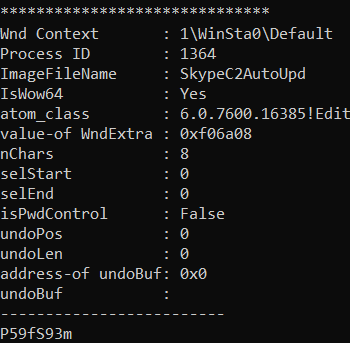 ******************************
Wnd Context       : 1\WinSta0\Default
Process ID        : 1364
ImageFileName     : SkypeC2AutoUpd
IsWow64           : Yes
atom_class        : 6.0.7600.16385!Edit
value-of WndExtra : 0xf06a08
nChars            : 8
selStart          : 0
selEnd            : 0
isPwdControl      : False
undoPos           : 0
undoLen           : 0
address-of undoBuf: 0x0
undoBuf           :
-------------------------
P59fS93m